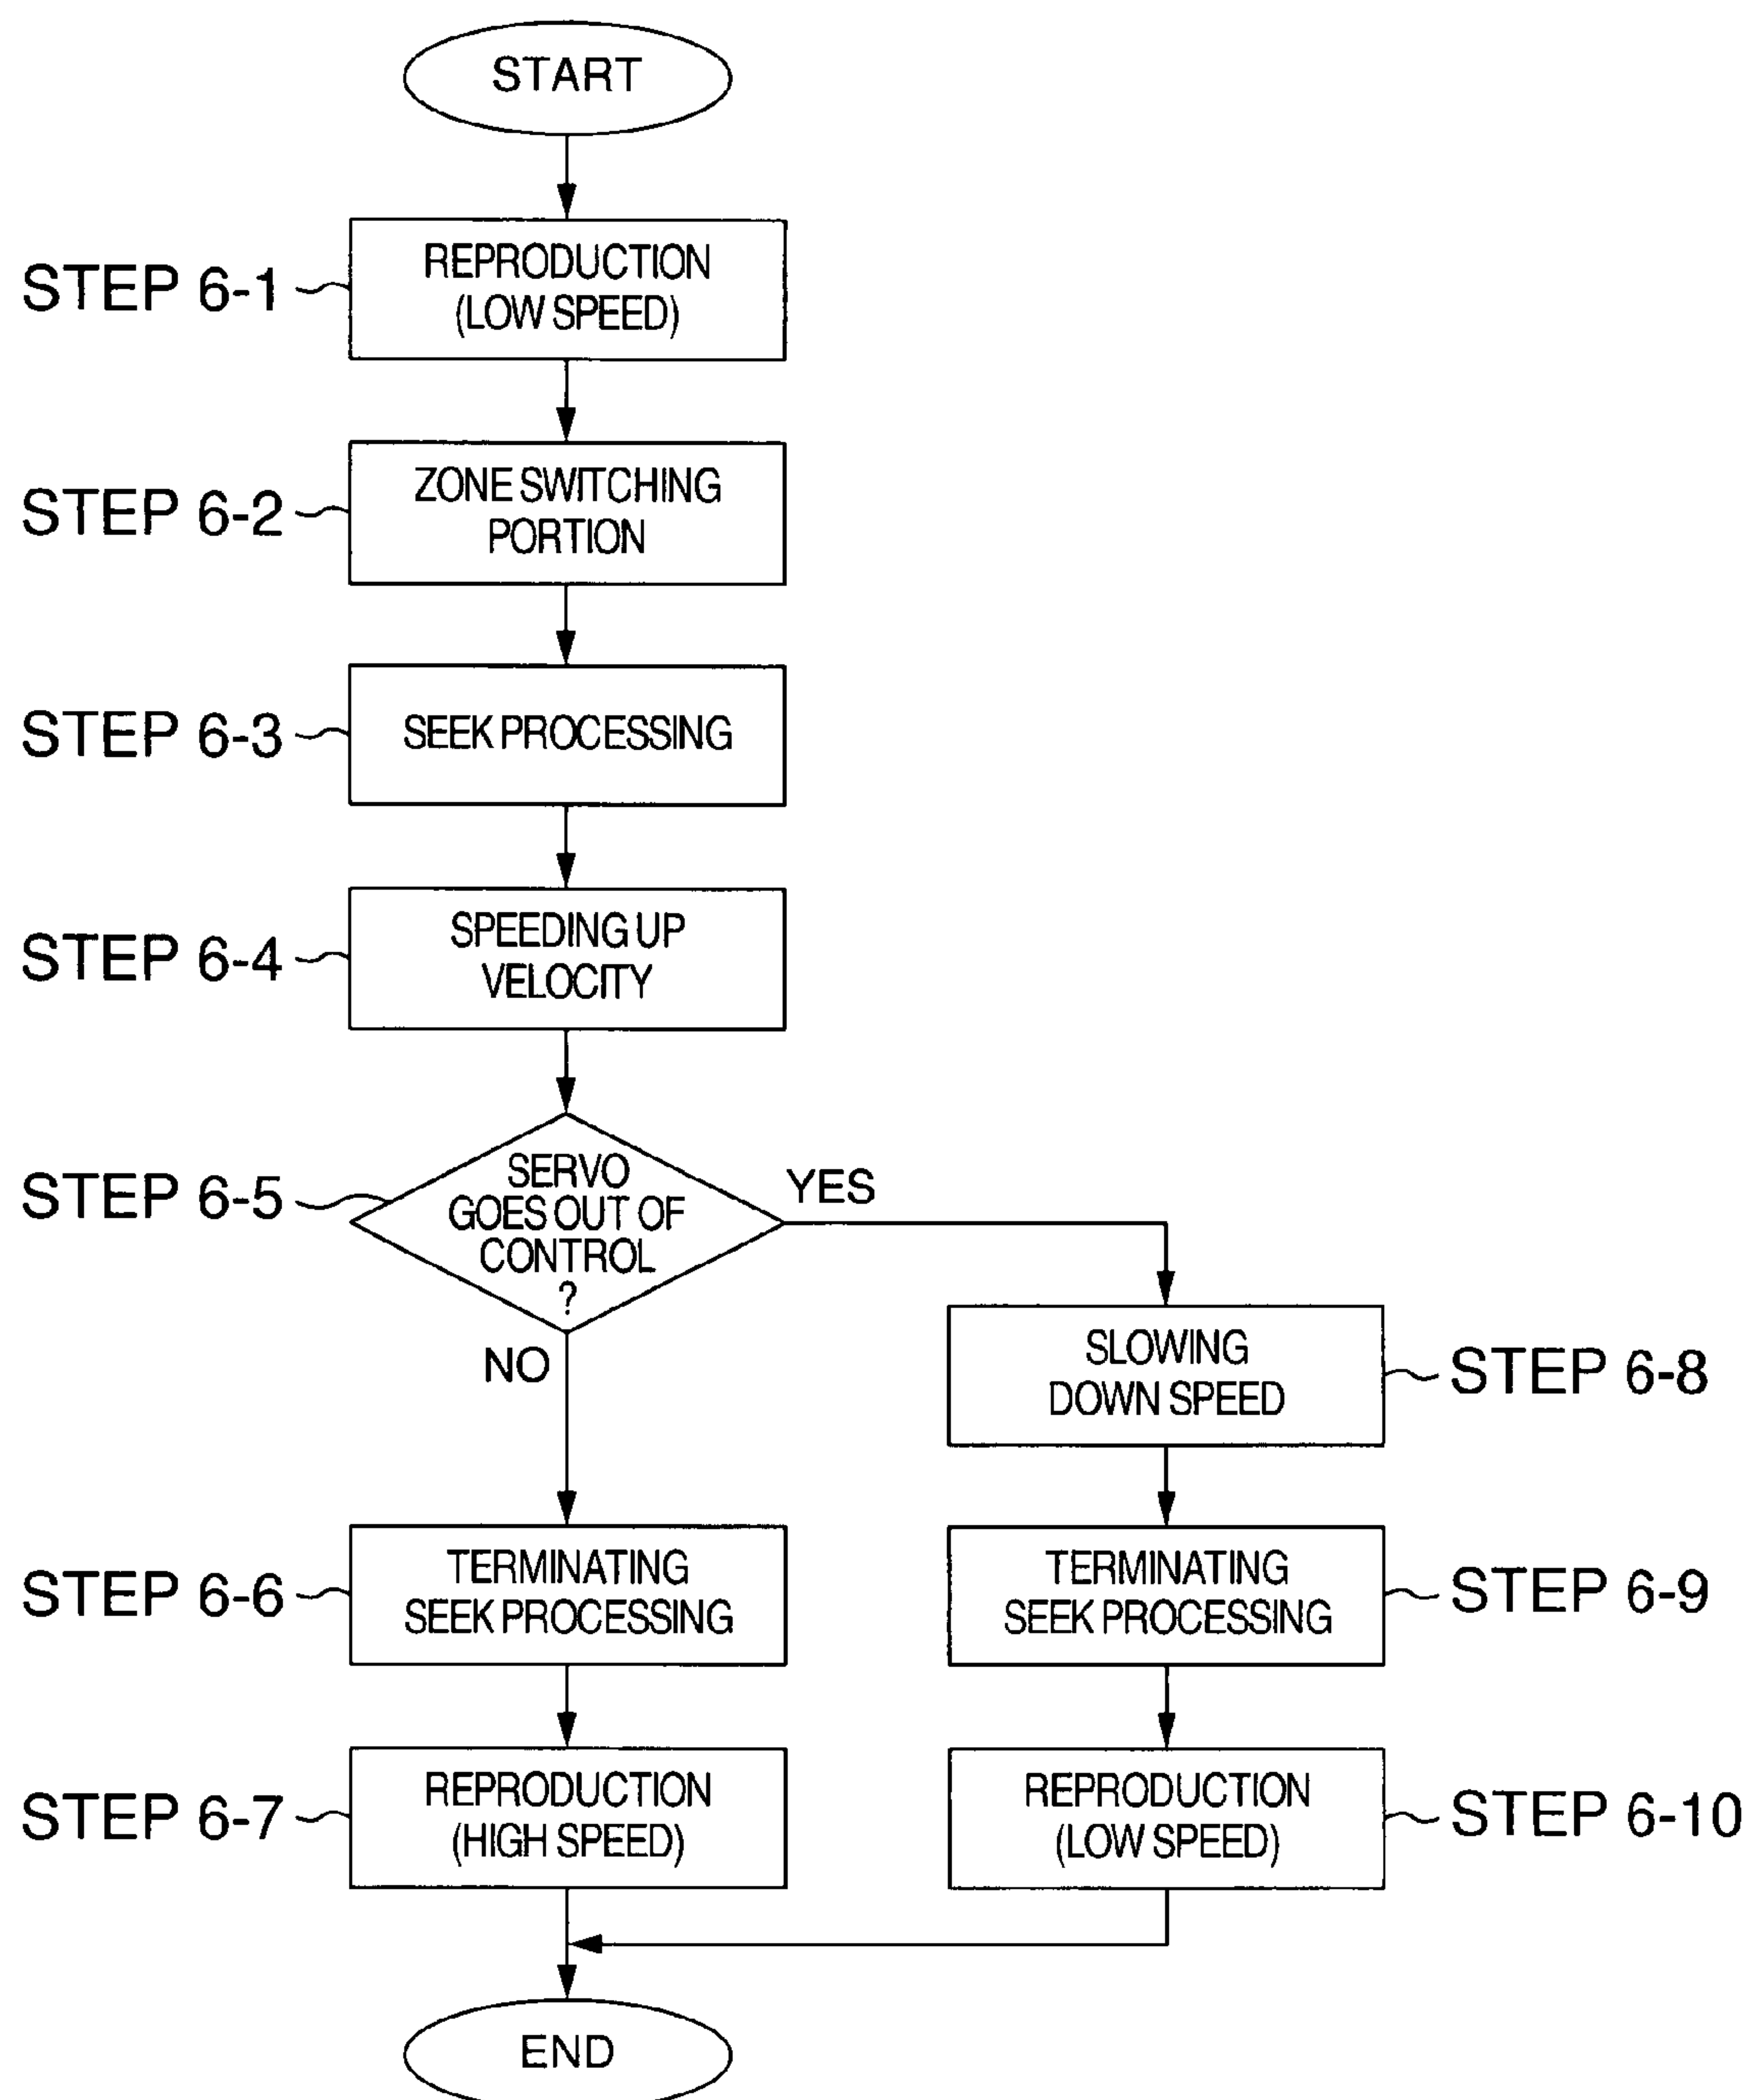 START
STEP 6-1
REPRODUCTION
(LOW SPEED)
STEP 6-2
ZONE SWITCHING
PORTION
STEP 6-3
SEEK PROCESSING
STEP 6-4
SPEEDING UP
VELOCITY
STEP 6-5
SERVO
GOES OUT OF
CONTROL
?
YES
NO
SLOWING
DOWN SPEED
STEP 6-8
STEP 6-6
TERMINATING
SEEK PROCESSING
TERMINATING
SEEK PROCESSING
STEP 6-9
STEP 6-7
REPRODUCTION
(HIGH SPEED)
REPRODUCTION
(LOW SPEED)
STEP 6-10
END